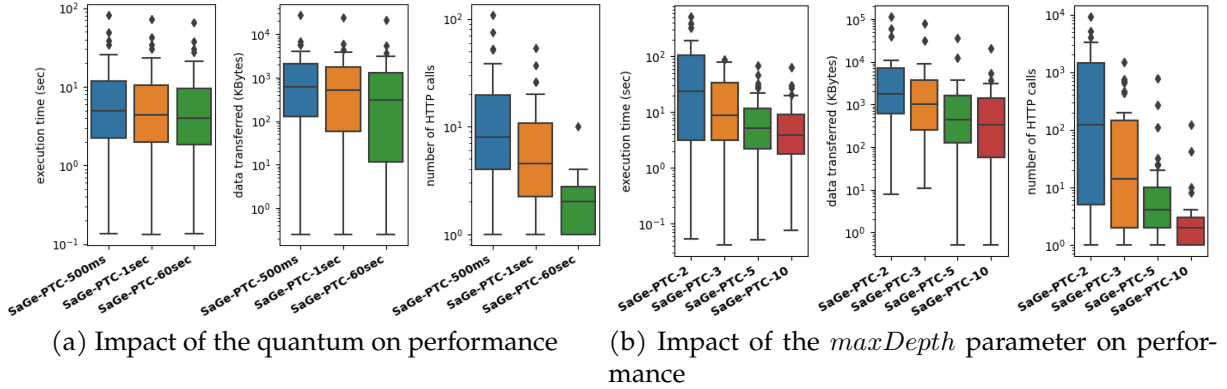 execution time (sec)
10²
10¹
10⁰
10⁻¹
SaGe-PTC-500ms
SaGe-PTC-1sec
SaGe-PTC-60sec
data transferred (KBytes)
10⁴
10³
10²
10¹
10⁰
SaGe-PTC-500ms
SaGe-PTC-1sec
SaGe-PTC-60sec
number of HTTP calls
10²
10¹
10⁰
SaGe-PTC-500ms
SaGe-PTC-1sec
SaGe-PTC-60sec
(a) Impact of the quantum on performance
execution time (sec)
10²
10¹
10⁰
10⁻¹
SaGe-PTC-2
SaGe-PTC-3
SaGe-PTC-5
SaGe-PTC-10
data transferred (KBytes)
10⁵
10⁴
10³
10²
10¹
10⁰
SaGe-PTC-2
SaGe-PTC-3
SaGe-PTC-5
SaGe-PTC-10
number of HTTP calls
10⁴
10³
10²
10¹
10⁰
SaGe-PTC-2
SaGe-PTC-3
SaGe-PTC-5
SaGe-PTC-10
(b) Impact of the maxDepth parameter on perfor-
mance